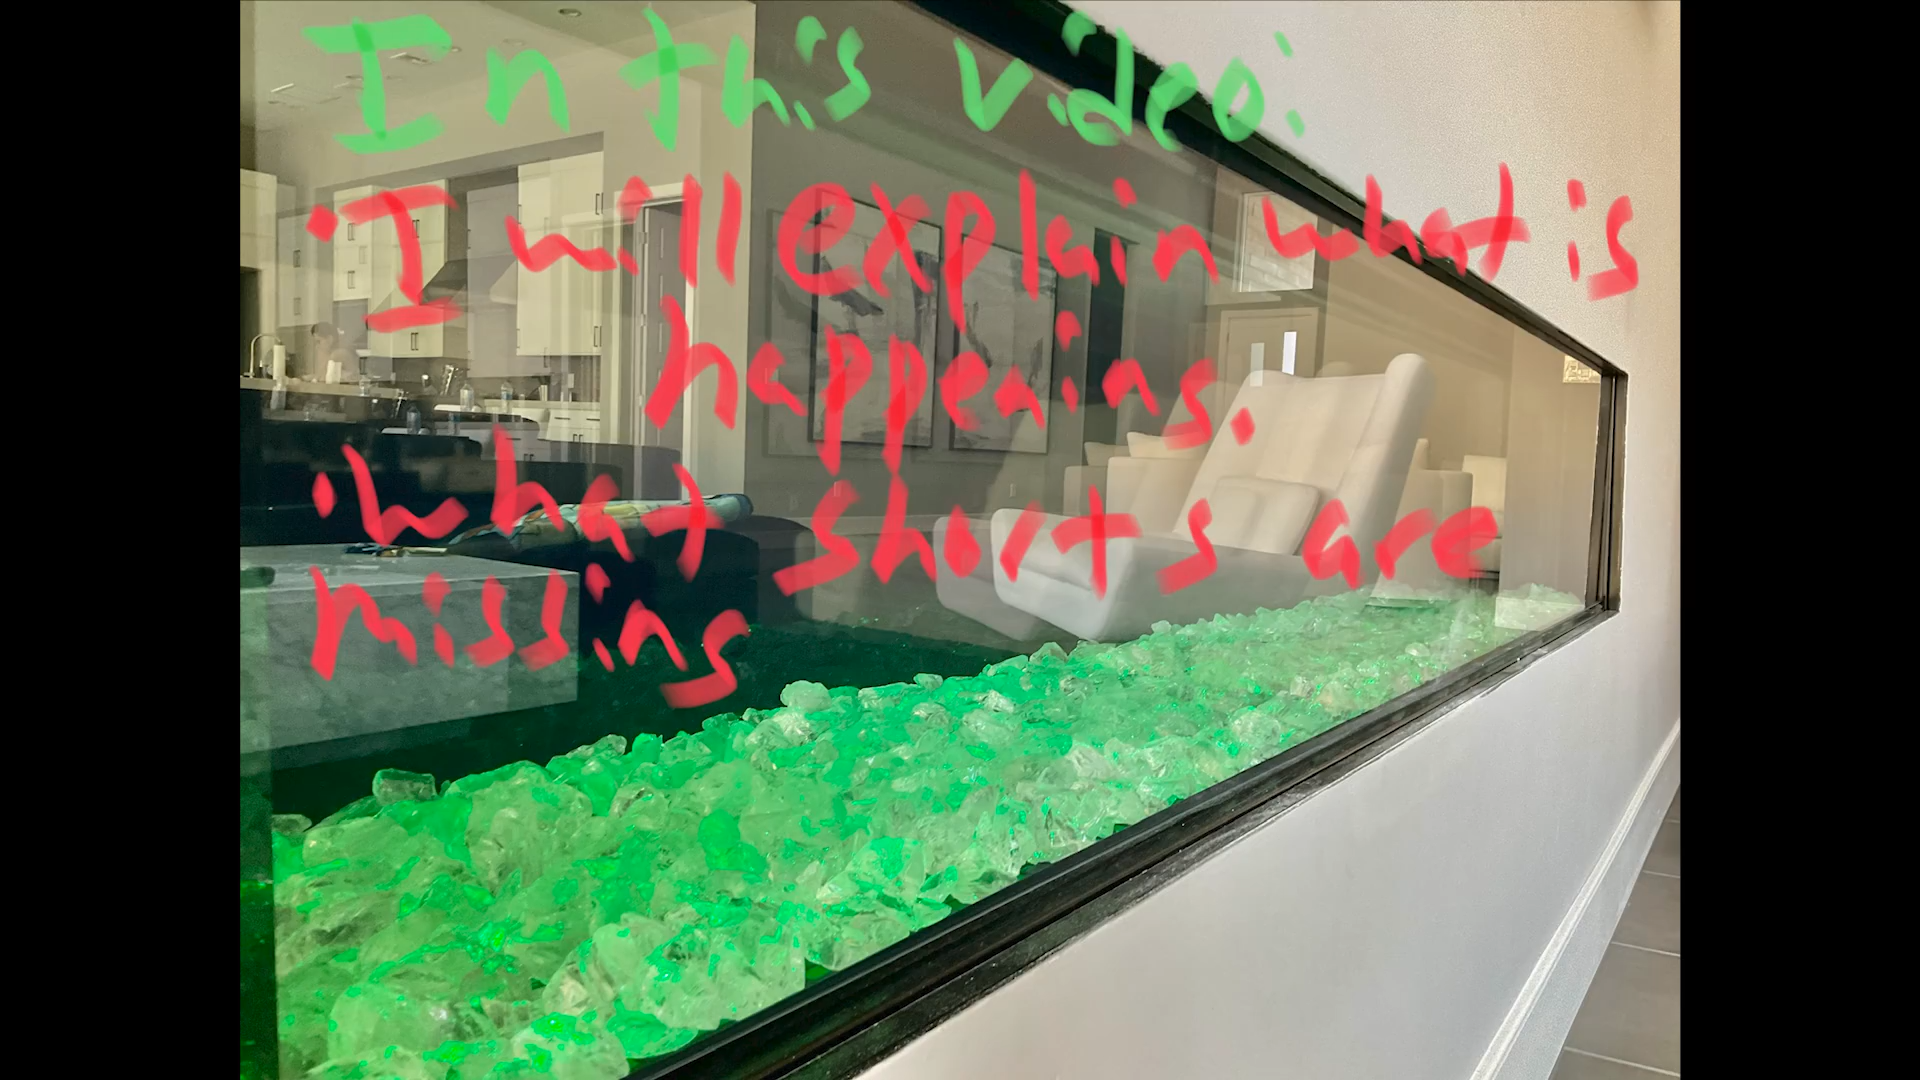 In this video:
• I will explain what is
happening.
• what shorts are
missing